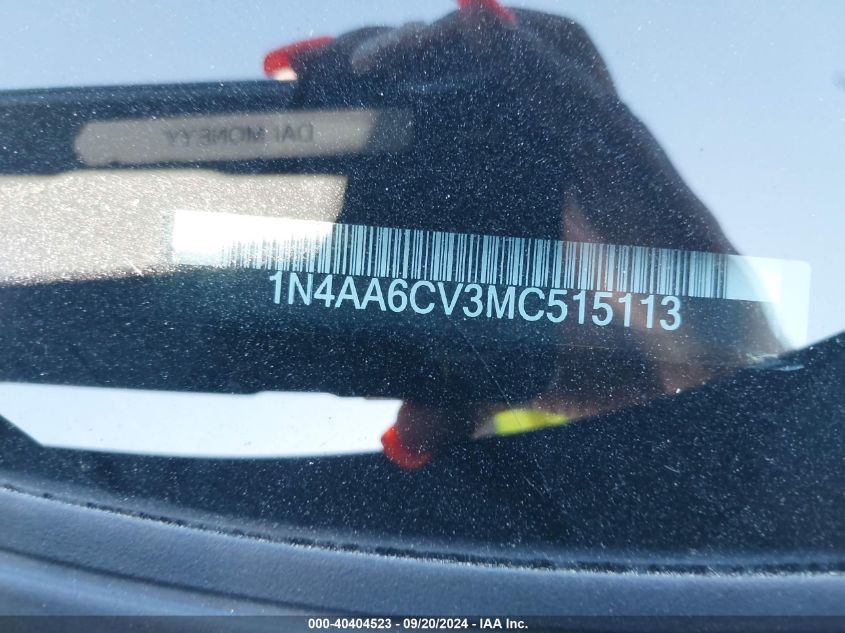 DAI MONEYY
1N4AA6CV3MC515113
000-40404523 - 09/20/2024 - IAA Inc.